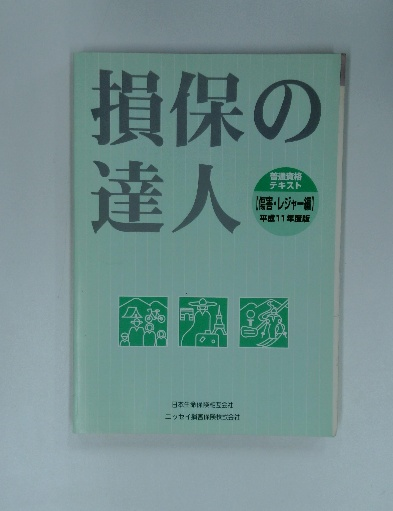 損保の
達人
普通資格
テキスト
【傷害・レジャー編】
平成11年度版
日本生命保険相互会社
ニッセイ損害保険株式会社